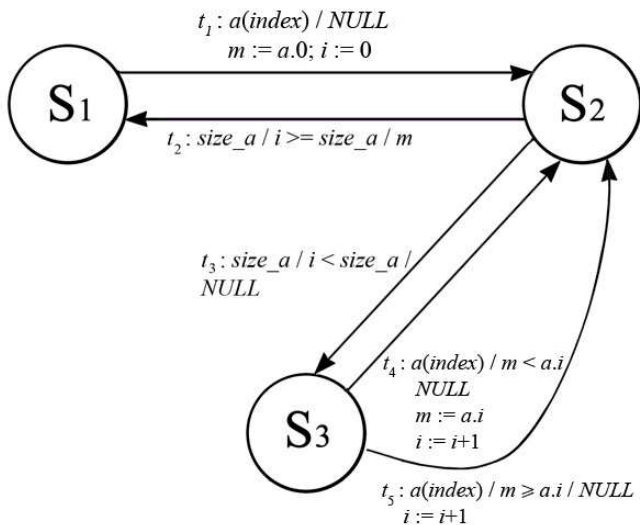 t1 : a(index) / NULL
m := a.0; i := 0
S1
S2
t2 : size_a / i >= size_a / m
t3 : size_a / i < size_a /
NULL
t4 : a(index) / m < a.i /
NULL
m := a.i
i := i+1
S3
t5 : a(index) / m ⩾ a.i / NULL
i := i+1